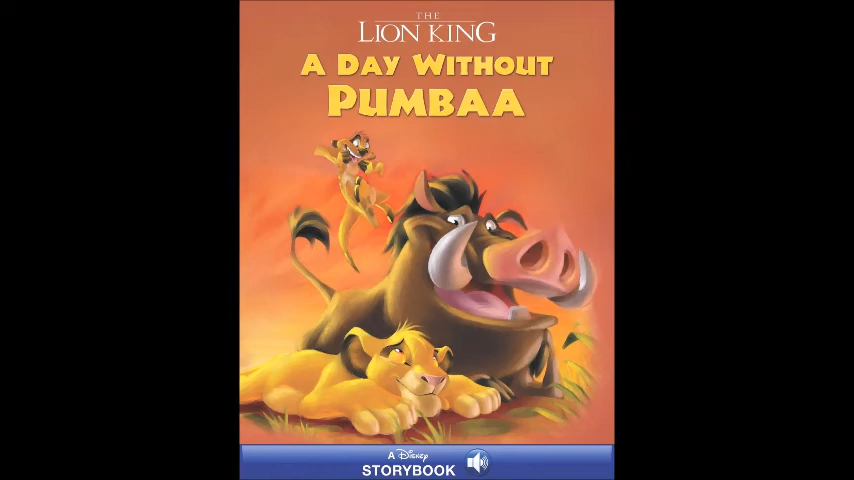 THE
LION KING
A DAY WITHOUT
PUMBAA
A Disney
STORYBOOK